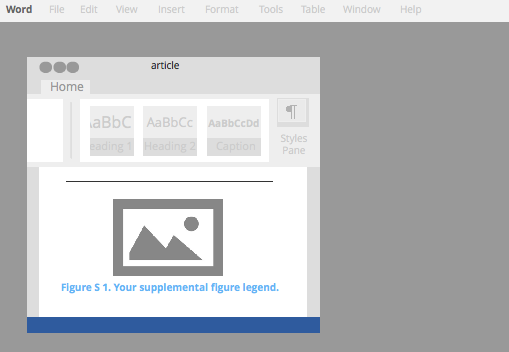 Word File Edit View Insert Format Tools Table Window Help
article
Home
AaBbC AaBbCc AaBbCcDd
eading 1 Heading 2 Caption
¶
Styles
Pane
Figure S 1. Your supplemental figure legend.